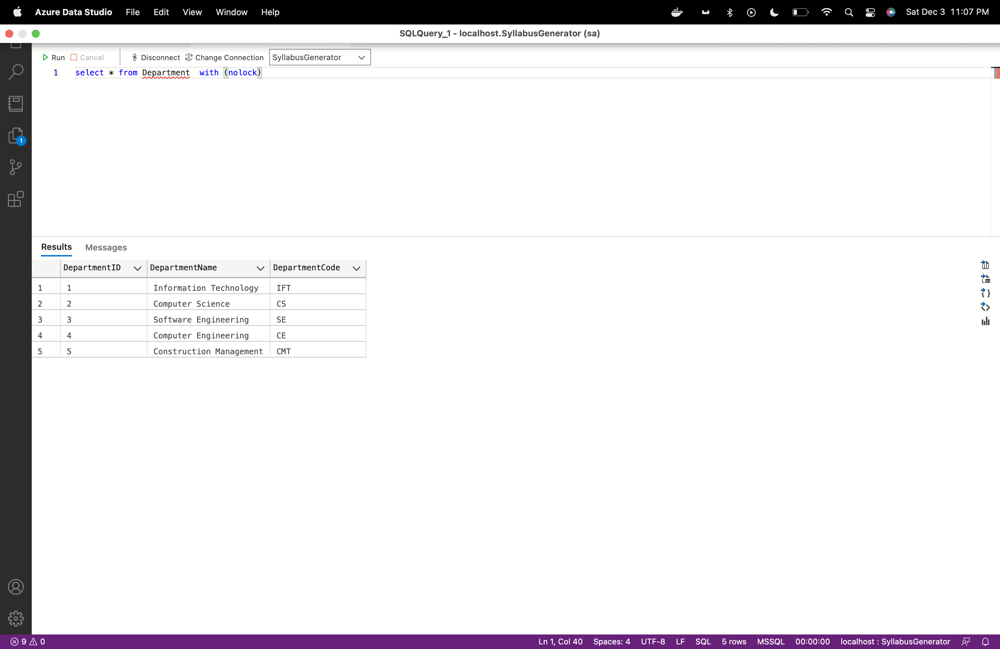 Azure Data Studio File Edit View Window Help Sat Dec 3 11:07 PM
SQLQuery_1 - localhost.SyllabusGenerator (sa)
Run Cancel Disconnect Change Connection SyllabusGenerator
1 select * from Department  with (nolock)
1
Results Messages
DepartmentID DepartmentName DepartmentCode
1 1 Information Technology IFT
2 2 Computer Science CS
3 3 Software Engineering SE
4 4 Computer Engineering CE
5 5 Construction Management CMT
9 0 Ln 1, Col 40 Spaces: 4 UTF-8 LF SQL 5 rows MSSQL 00:00:00 localhost : SyllabusGenerator